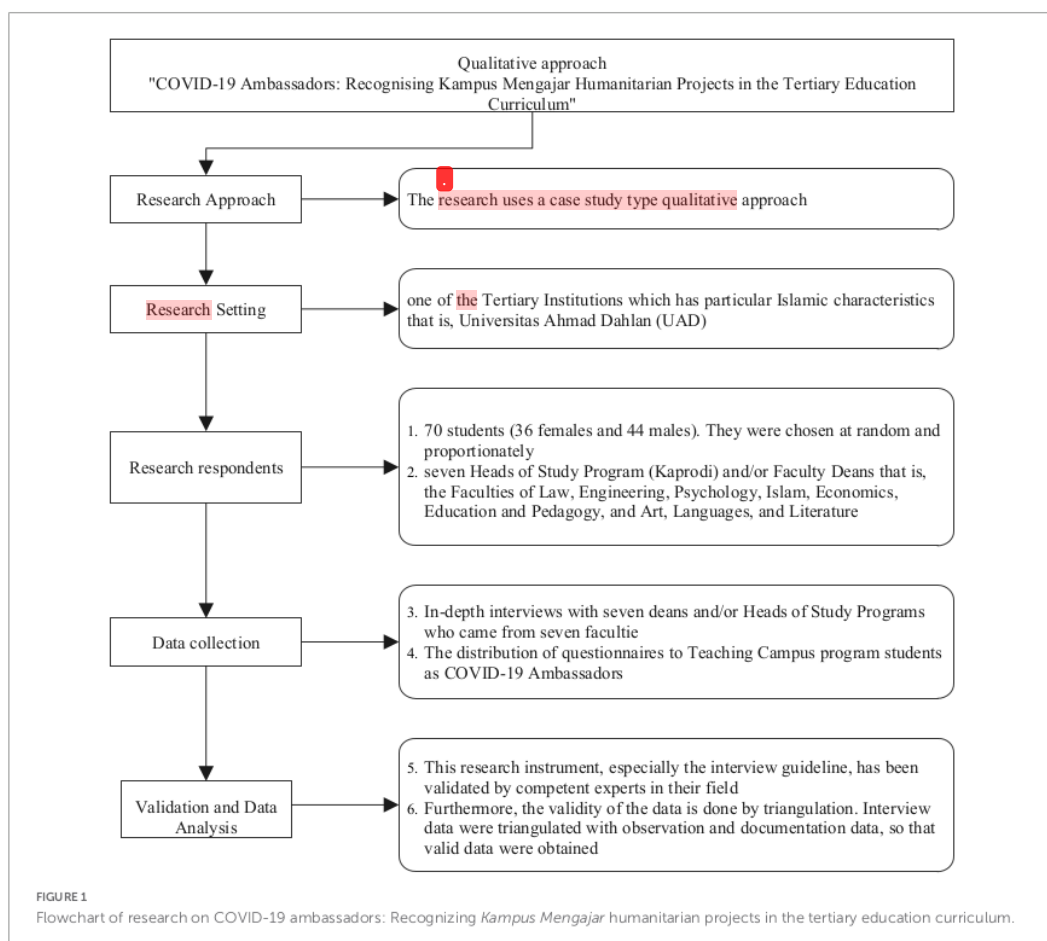 Qualitative approach
"COVID-19 Ambassadors: Recognising Kampus Mengajar Humanitarian Projects in the Tertiary Education
Curriculum"
Research Approach
The research uses a case study type qualitative approach
Research Setting
one of the Tertiary Institutions which has particular Islamic characteristics
that is, Universitas Ahmad Dahlan (UAD)
Research respondents
1. 70 students (36 females and 44 males). They were chosen at random and
proportionately
2. seven Heads of Study Program (Kaprodi) and/or Faculty Deans that is,
the Faculties of Law, Engineering, Psychology, Islam, Economics,
Education and Pedagogy, and Art, Languages, and Literature
Data collection
3. In-depth interviews with seven deans and/or Heads of Study Programs
who came from seven facultie
4. The distribution of questionnaires to Teaching Campus program students
as COVID-19 Ambassadors
Validation and Data
Analysis
5. This research instrument, especially the interview guideline, has been
validated by competent experts in their field
6. Furthermore, the validity of the data is done by triangulation. Interview
data were triangulated with observation and documentation data, so that
valid data were obtained
FIGURE 1
Flowchart of research on COVID-19 ambassadors: Recognizing Kampus Mengajar humanitarian projects in the tertiary education curriculum.